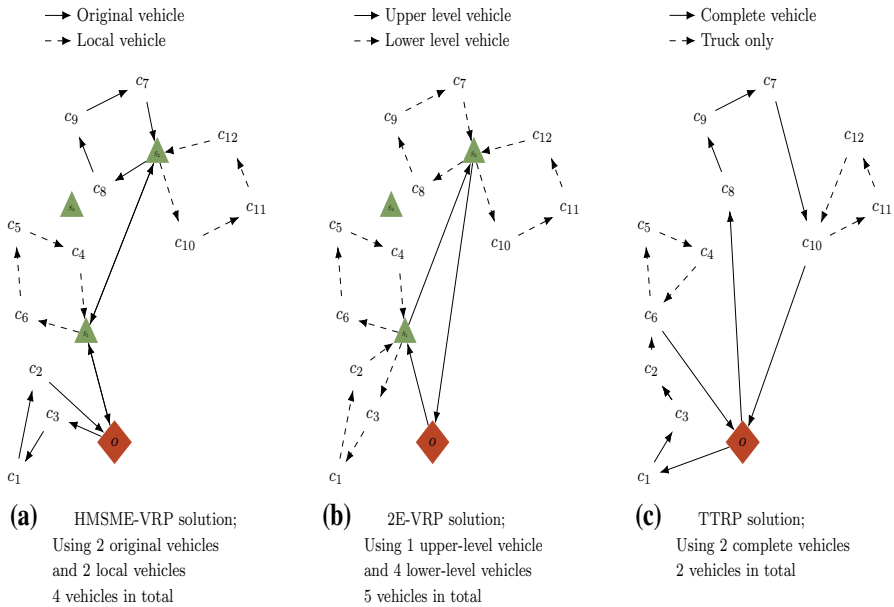 Original vehicle
Local vehicle
Upper level vehicle
Lower level vehicle
Complete vehicle
Truck only
c7
c9
c12
c8
c11
c5
c10
c4
c6
s1
c2
c3
o
c1
c7
c9
c12
c8
c11
c5
c10
c4
c6
s1
c2
c3
o
c1
c7
c9
c12
c8
c11
c5
c10
c4
c6
c2
c3
o
c1
(a) HMSME-VRP solution;
Using 2 original vehicles
and 2 local vehicles
4 vehicles in total
(b) 2E-VRP solution;
Using 1 upper-level vehicle
and 4 lower-level vehicles
5 vehicles in total
(c) TTRP solution;
Using 2 complete vehicles
2 vehicles in total